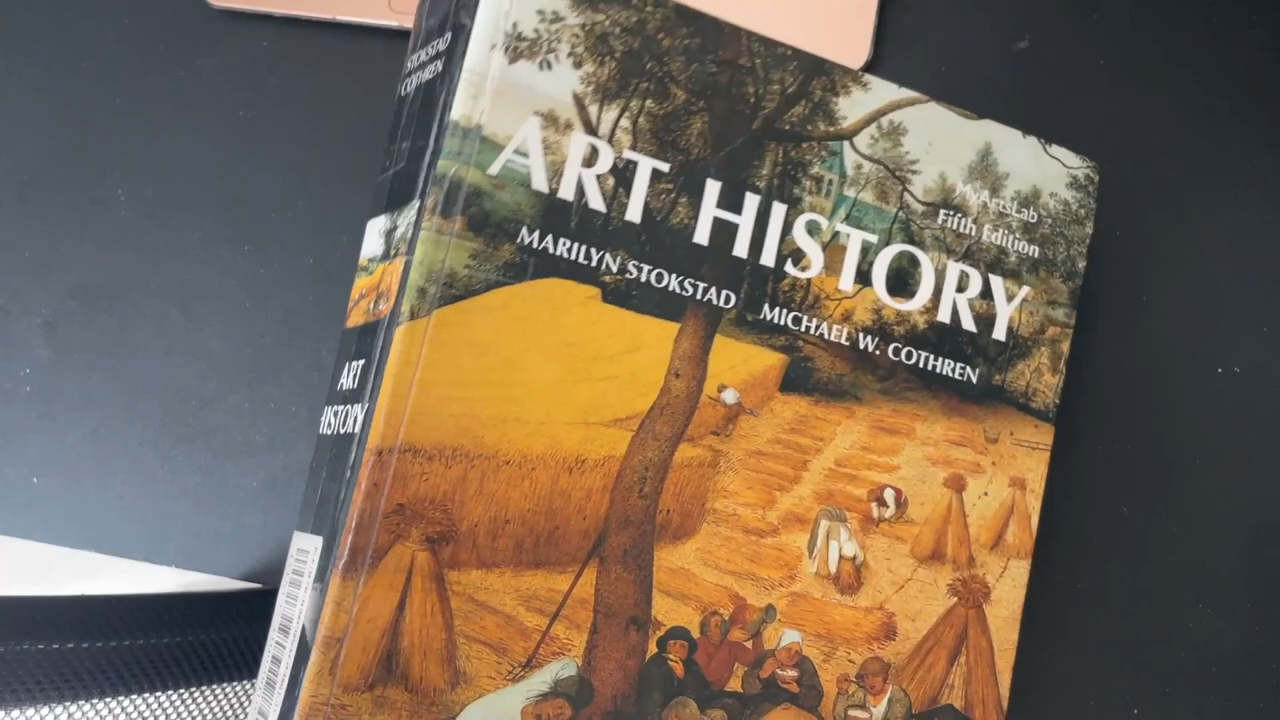 STOKSTAD
COTHREN
ART
HISTORY
ART HISTORY
MyArtsLab
Fifth Edition
MARILYN STOKSTAD MICHAEL W. COTHREN